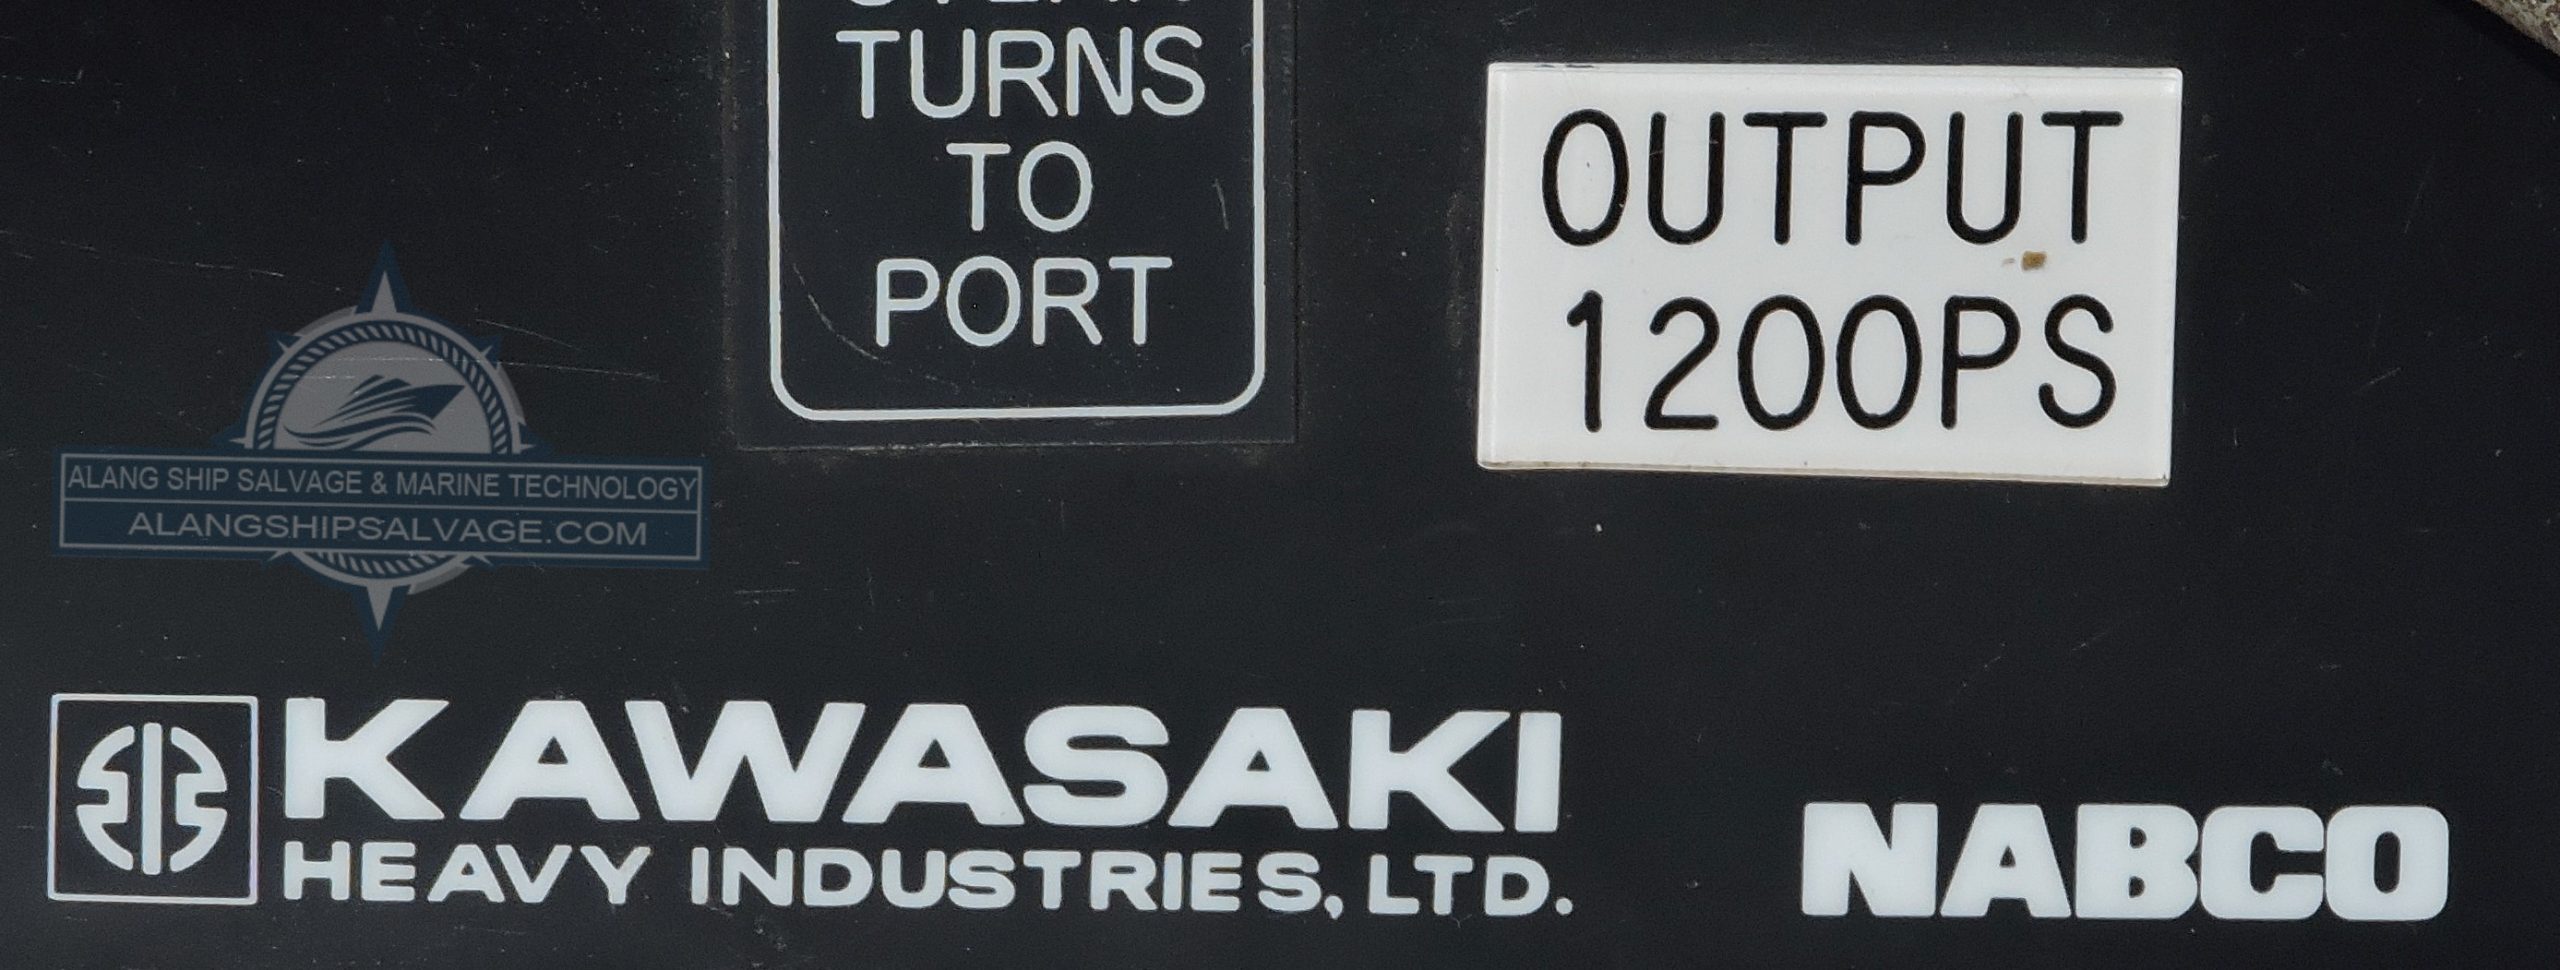 TURNS
TO
PORT
OUTPUT
1200PS
ALANG SHIP SALVAGE & MARINE TECHNOLOGY
ALANGSHIPSALVAGE.COM
KAWASAKI
HEAVY INDUSTRIES, LTD.
NABCO